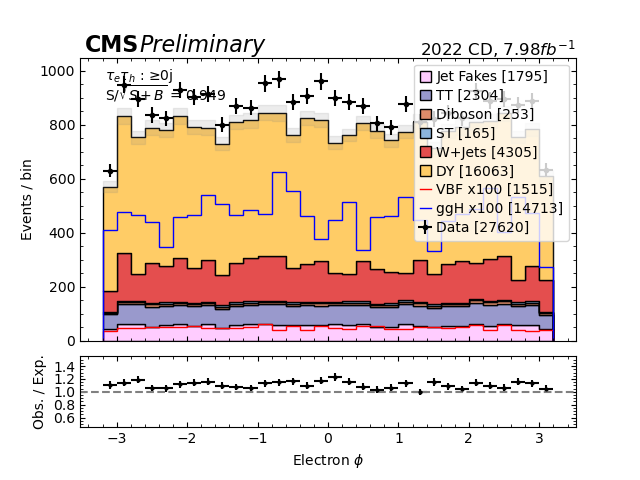 CMS Preliminary 2022 CD, 7.98fb⁻¹
τₑτₕ : ≥0j
S/√S+B = 0.949
Jet Fakes [1795]
TT [2304]
Diboson [253]
ST [165]
W+Jets [4305]
DY [16063]
VBF x100 [1515]
ggH x100 [14713]
Data [27620]
Events / bin
1000
800
600
400
200
0
Obs. / Exp.
1.4
1.2
1.0
0.8
0.6
−3 −2 −1 0 1 2 3
Electron ϕ